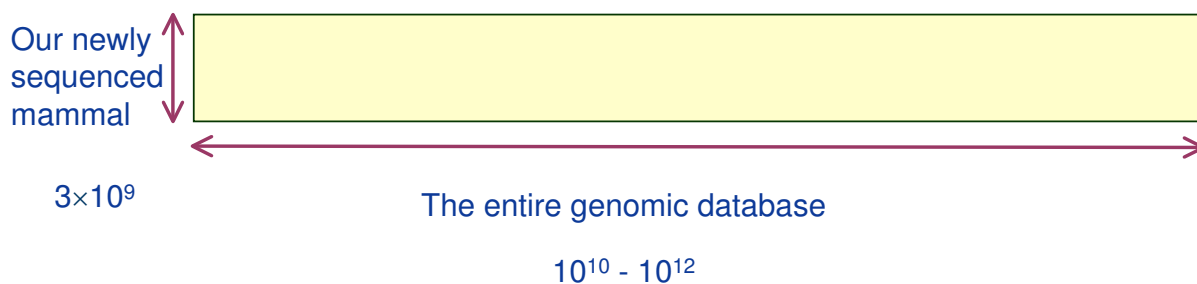 Our newly
sequenced
mammal
3×10⁹
The entire genomic database
10¹⁰ - 10¹²